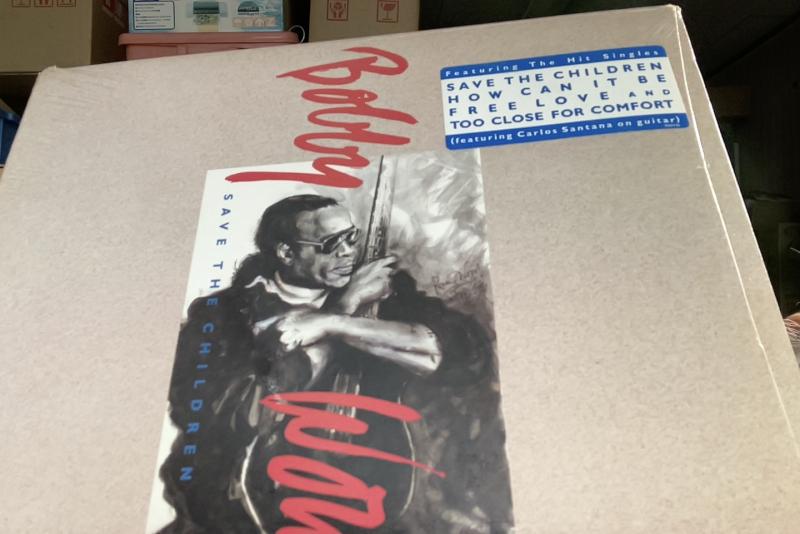 Bobby
Featuring The Hit Singles
SAVE THE CHILDREN
HOW CAN IT BE
FREE LOVE AND
TOO CLOSE FOR COMFORT
(featuring Carlos Santana on guitar)
SAVE THE CHILDREN